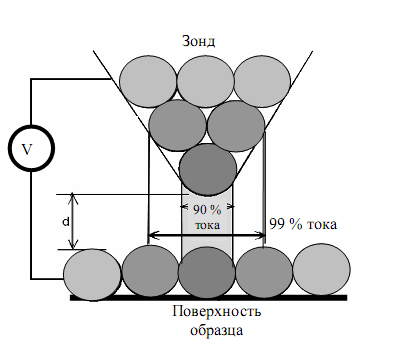 Зонд
V
d
90 %
тока
99 % тока
Поверхность
образца